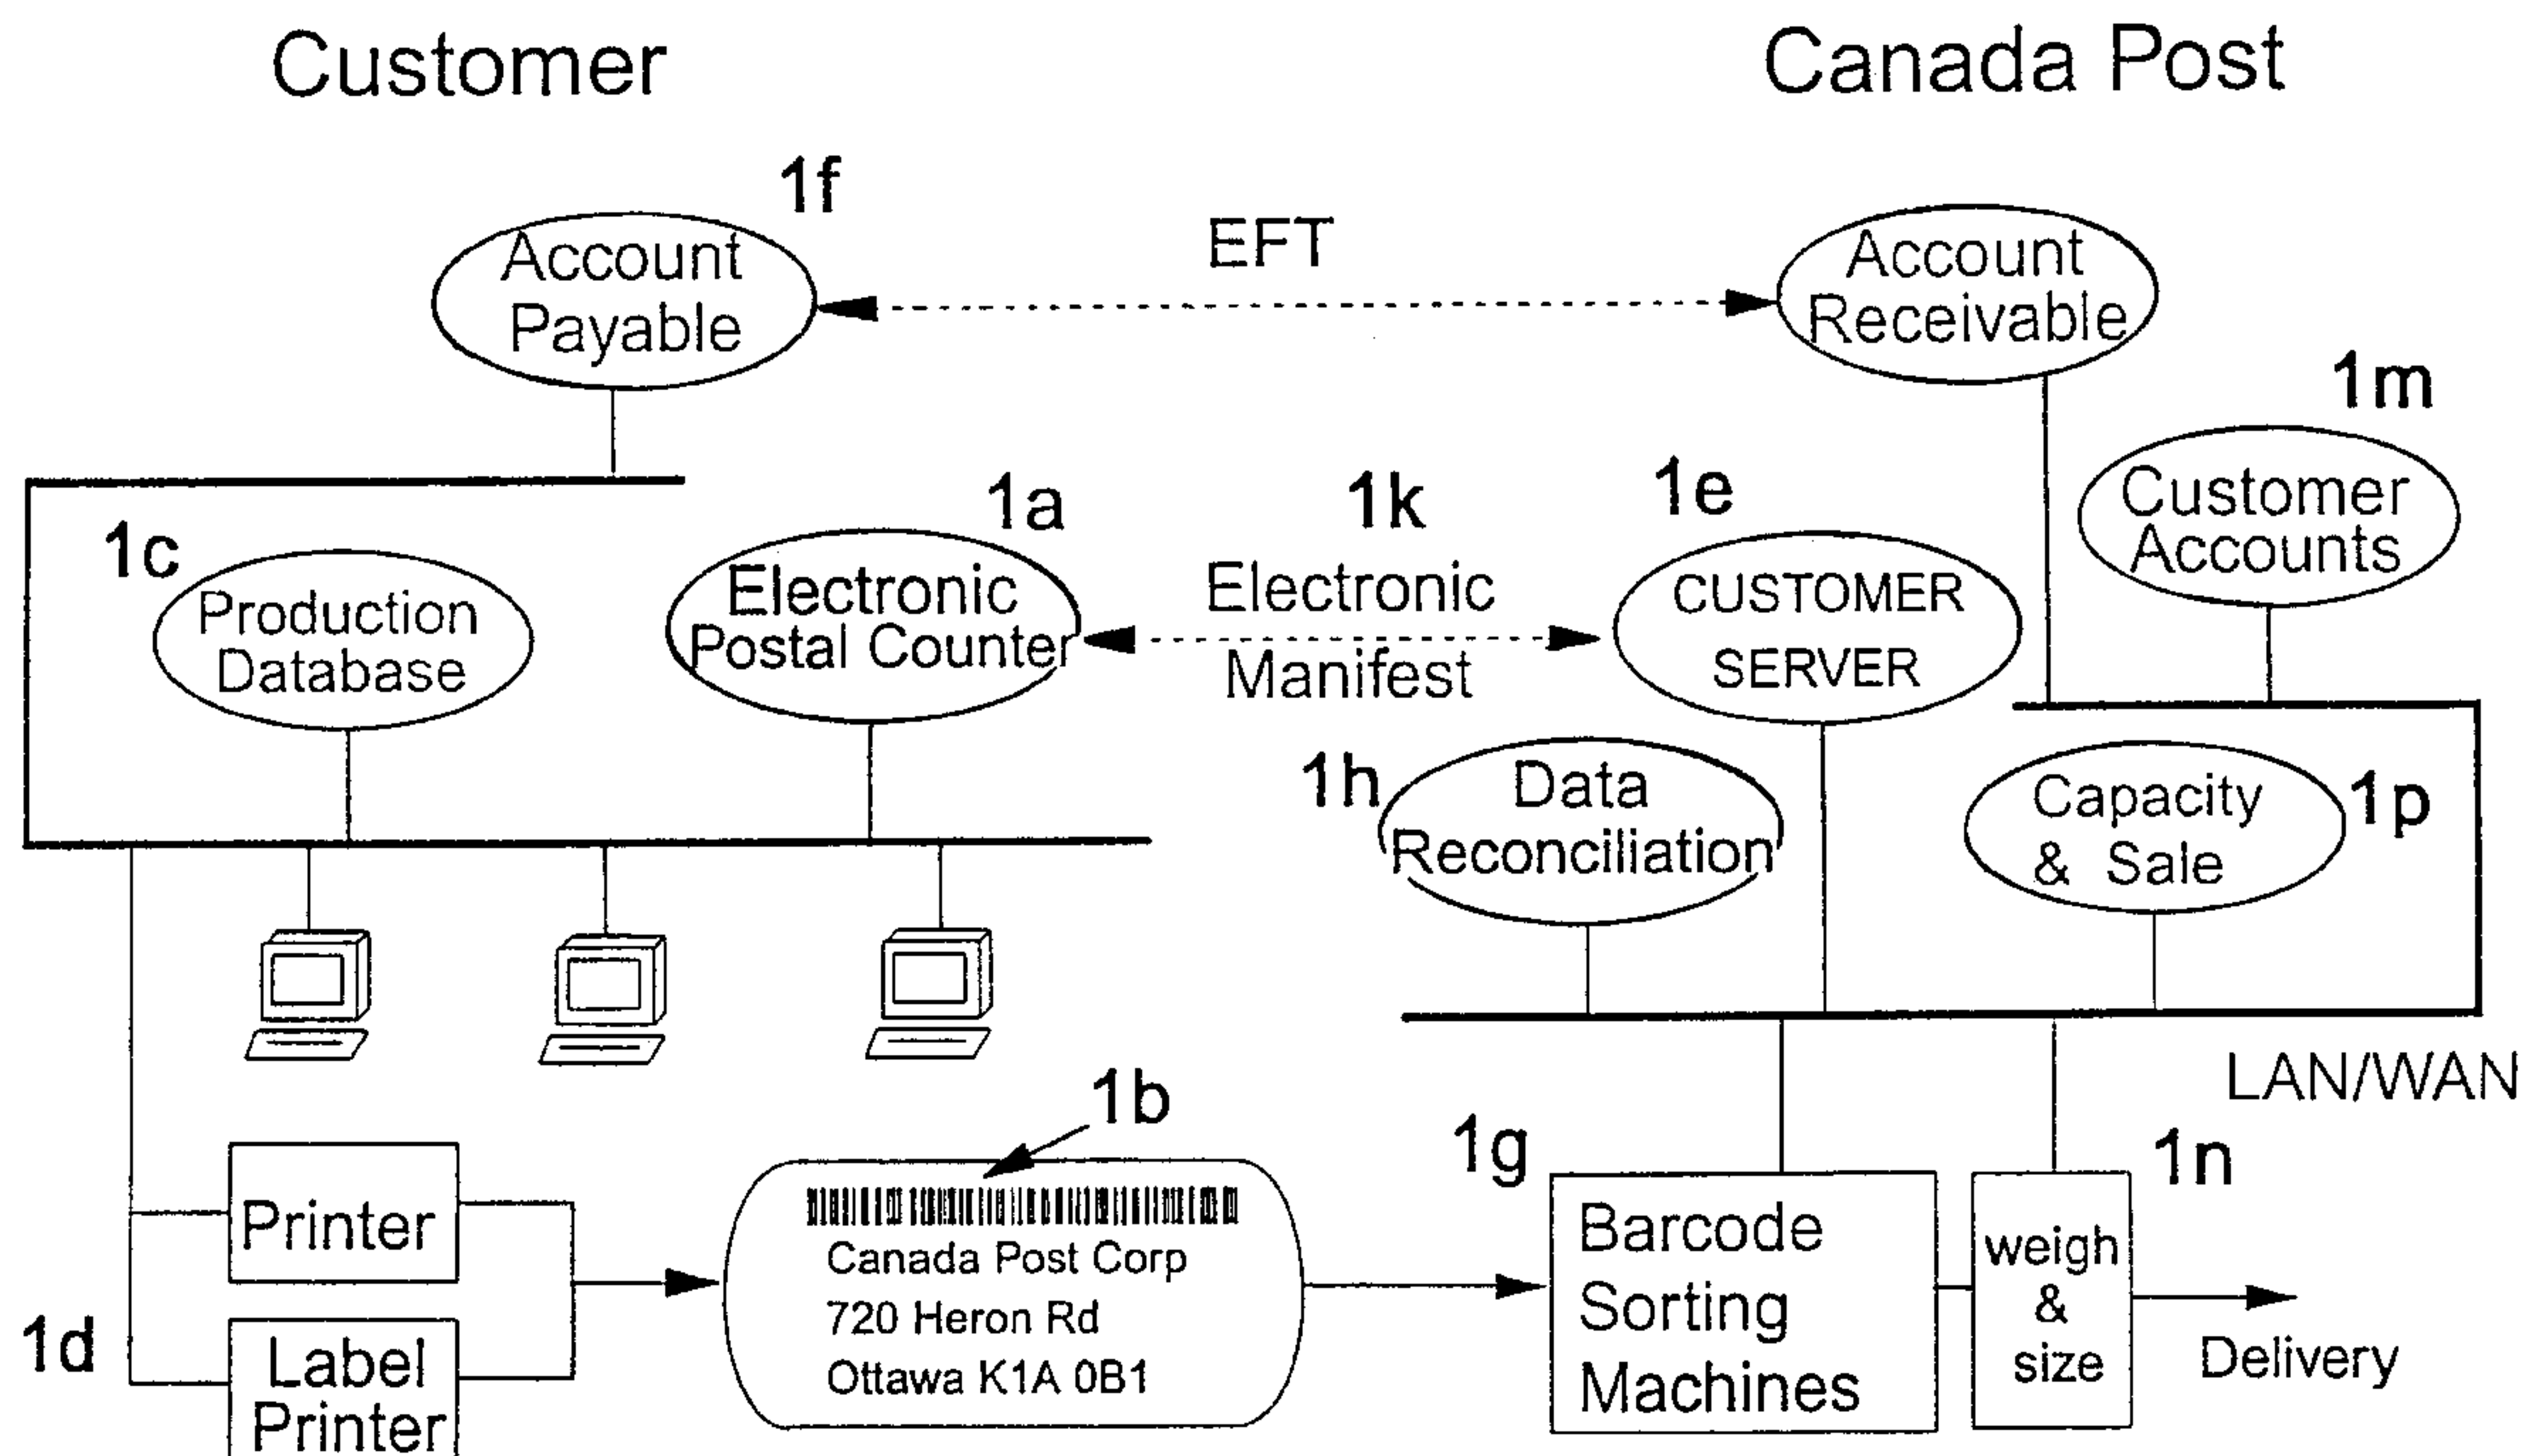 Customer
Canada Post
1f
Account
Payable
EFT
Account
Receivable
1m
Customer
Accounts
1c
Production
Database
1a
Electronic
Postal Counter
1k
Electronic
Manifest
1e
CUSTOMER
SERVER
1h
Data
Reconciliation
Capacity
& Sale
1p
LAN/WAN
1b
Printer
1d
Label
Printer
Canada Post Corp
720 Heron Rd
Ottawa K1A 0B1
1g
Barcode
Sorting
Machines
1n
weigh
&
size
Delivery